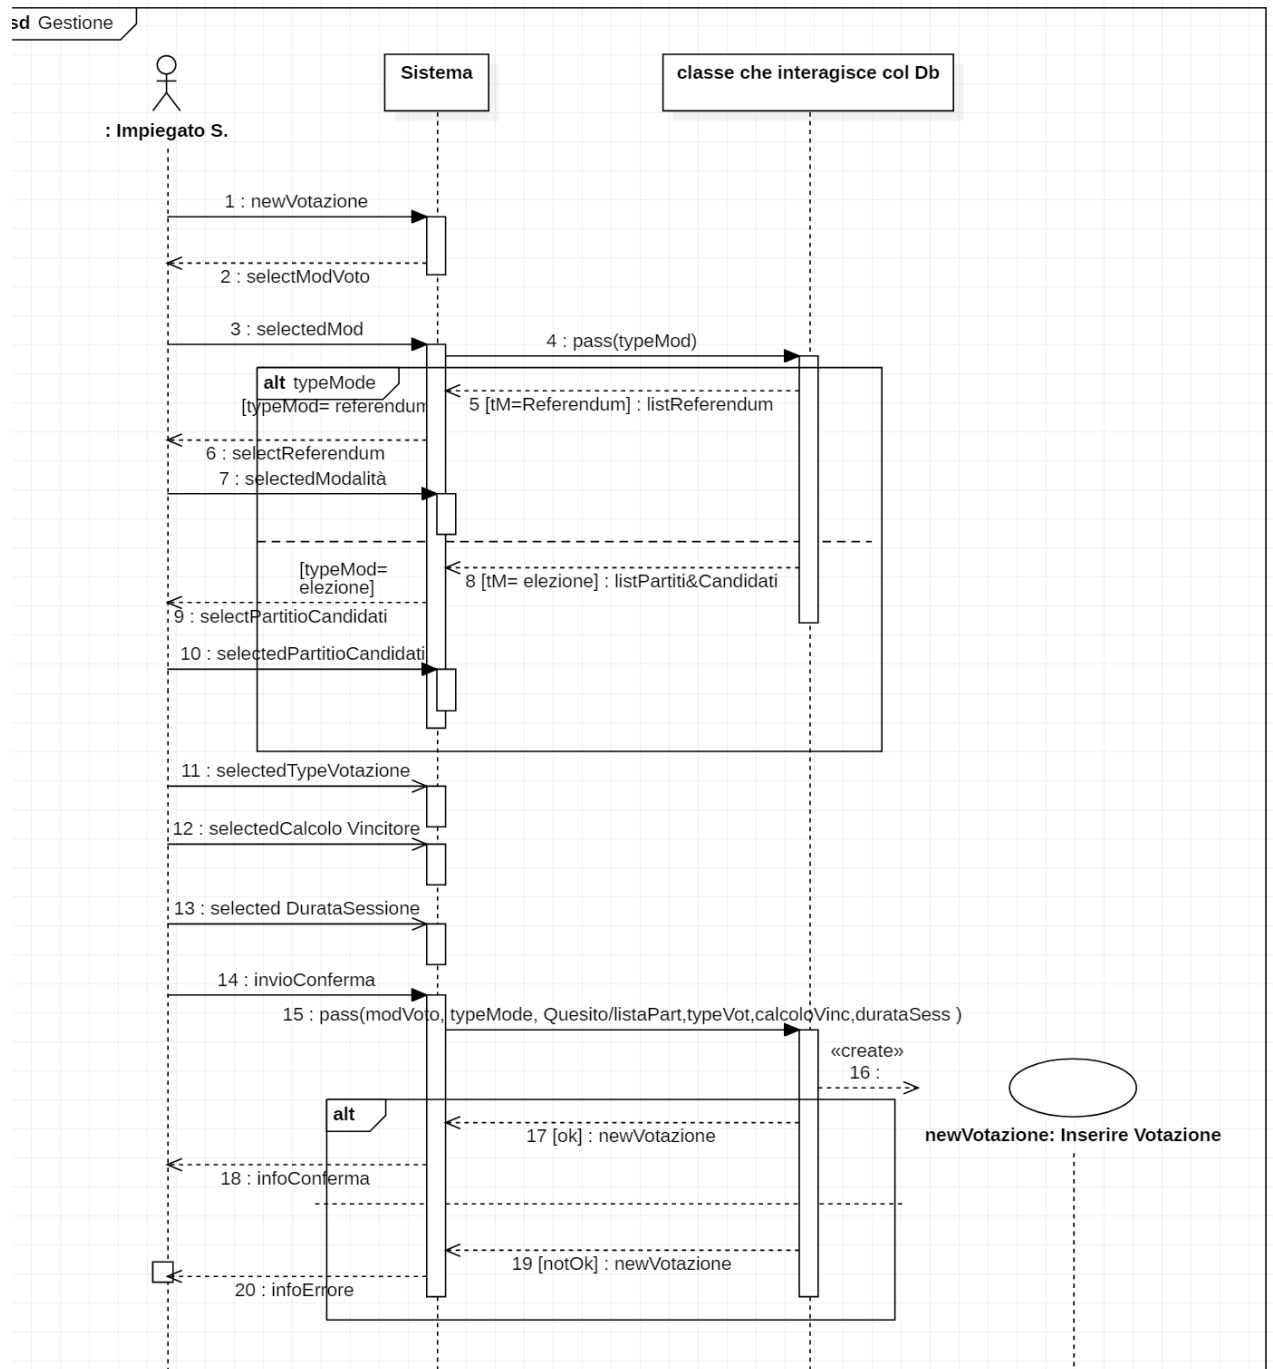 sd Gestione
Sistema
classe che interagisce col Db
: Impiegato S.
1 : newVotazione
2 : selectModVoto
3 : selectedMod
4 : pass(typeMod)
alt typeMode
[typeMod= referendum
5 [tM=Referendum] : listReferendum
6 : selectReferendum
7 : selectedModalità
[typeMod=
elezione]
8 [tM= elezione] : listPartiti&Candidati
9 : selectPartitioCandidati
10 : selectedPartitioCandidati
11 : selectedTypeVotazione
12 : selectedCalcolo Vincitore
13 : selected DurataSessione
14 : invioConferma
15 : pass(modVoto, typeMode, Quesito/listaPart,typeVot,calcoloVinc,durataSess )
«create»
16 :
alt
17 [ok] : newVotazione
newVotazione: Inserire Votazione
18 : infoConferma
19 [notOk] : newVotazione
20 : infoErrore